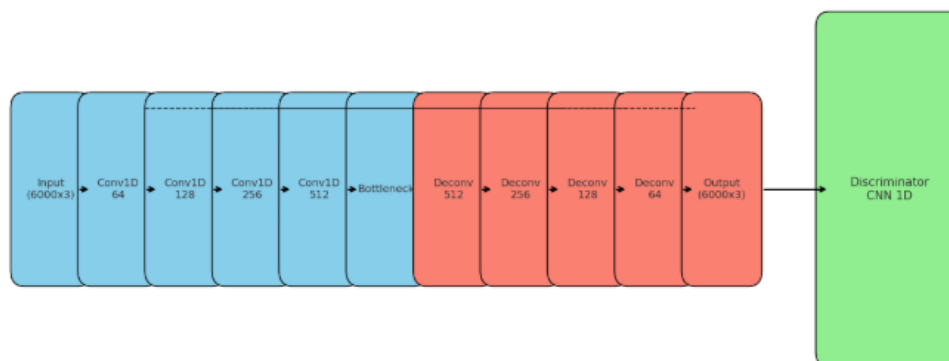 Input
(6000x3)
Conv1D
64
Conv1D
128
Conv1D
256
Conv1D
512
Bottleneck
Deconv
512
Deconv
256
Deconv
128
Deconv
64
Output
(6000x3)
Discriminator
CNN 1D